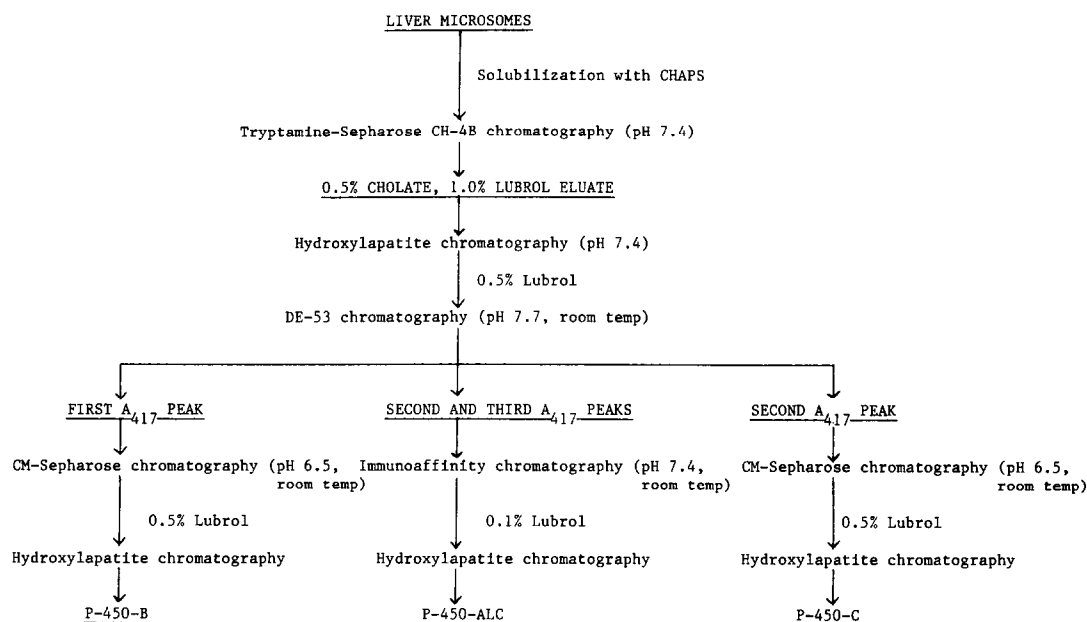 LIVER MICROSOMES
Solubilization with CHAPS
Tryptamine-Sepharose CH-4B chromatography (pH 7.4)
0.5% CHOLATE, 1.0% LUBROL ELUATE
Hydroxylapatite chromatography (pH 7.4)
0.5% Lubrol
DE-53 chromatography (pH 7.7, room temp)
FIRST A417 PEAK
SECOND AND THIRD A417 PEAKS
SECOND A417 PEAK
CM-Sepharose chromatography (pH 6.5,
room temp)
Immunoaffinity chromatography (pH 7.4,
room temp)
CM-Sepharose chromatography (pH 6.5,
room temp)
0.5% Lubrol
0.1% Lubrol
0.5% Lubrol
Hydroxylapatite chromatography
Hydroxylapatite chromatography
Hydroxylapatite chromatography
P-450-B
P-450-ALC
P-450-C